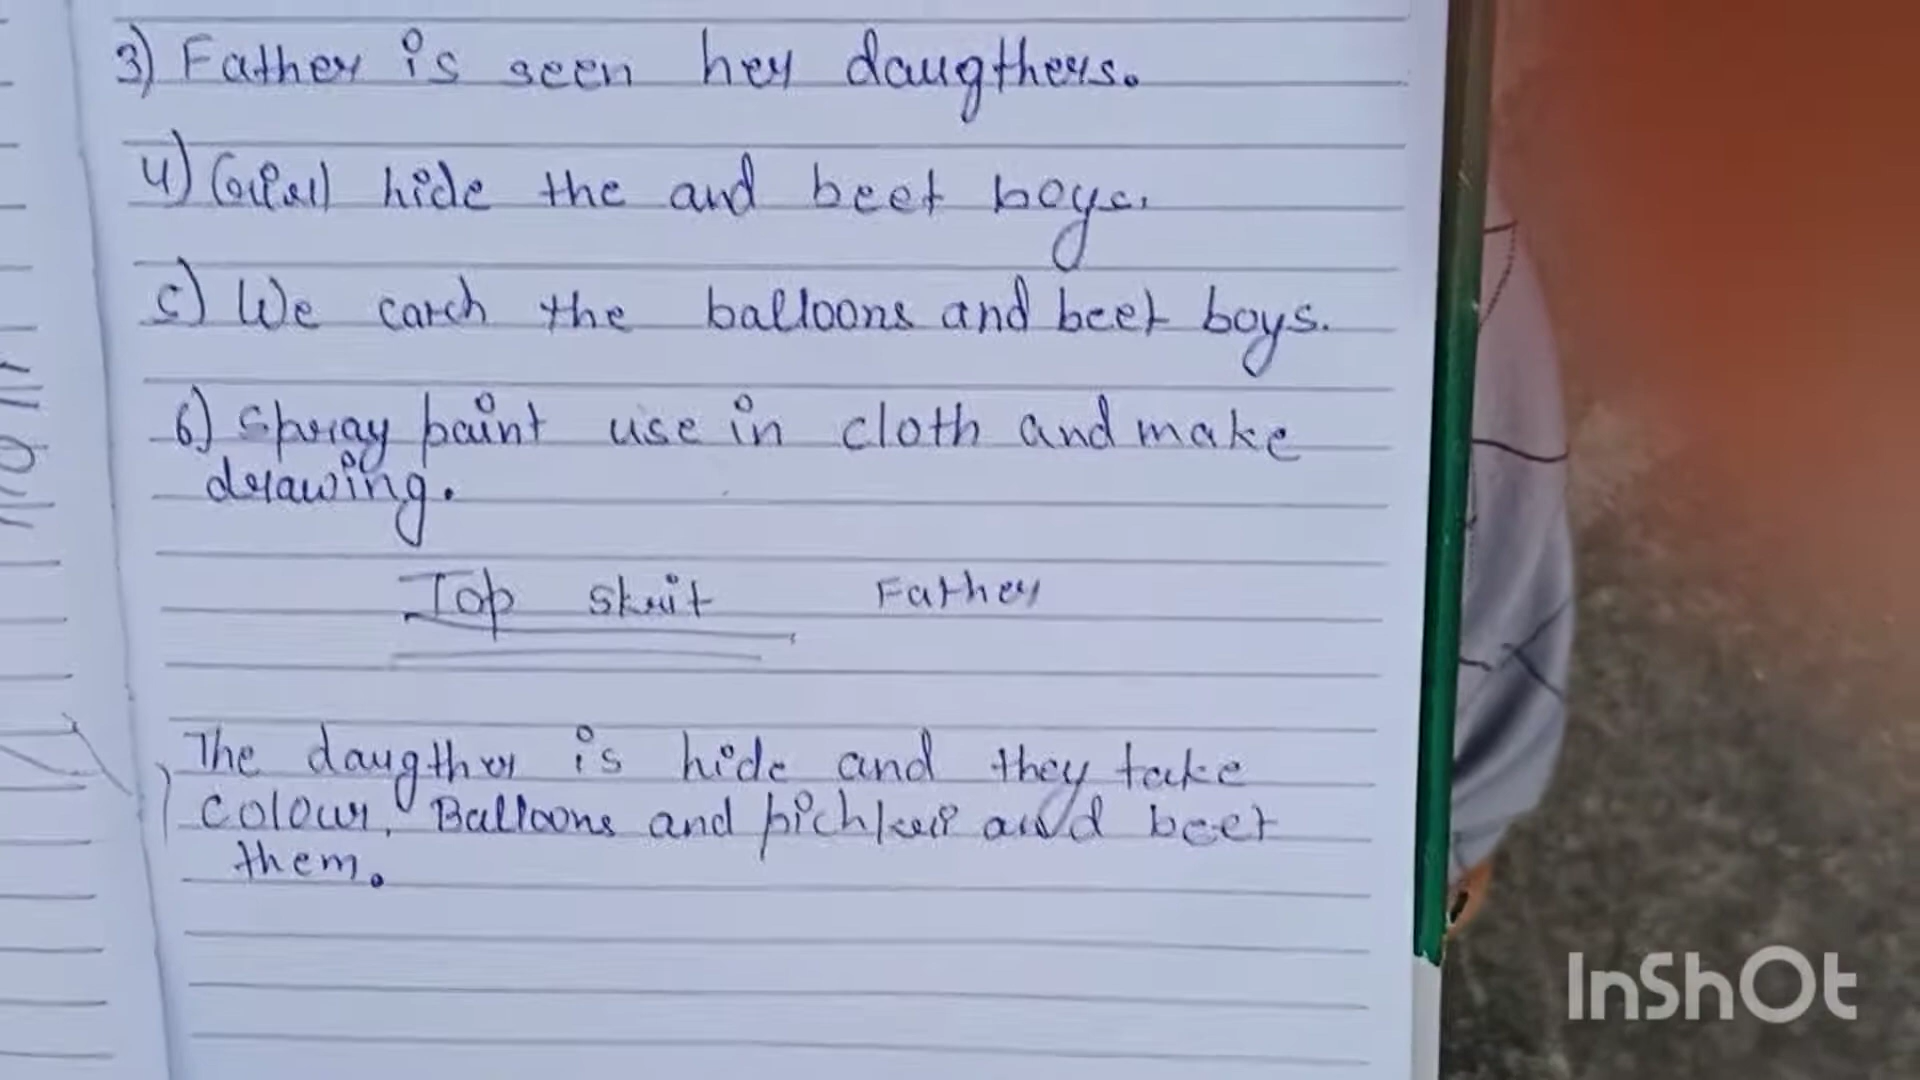 3) Father is seen her daugthers.
4) hide the and beet boys.
5) We catch the balloons and beet boys.
6) Spray paint use in cloth and make
drawing.
Top skrit Father
The daugther is hide and they take
colour, Balloons and pichkari and beet
them.
InShOt